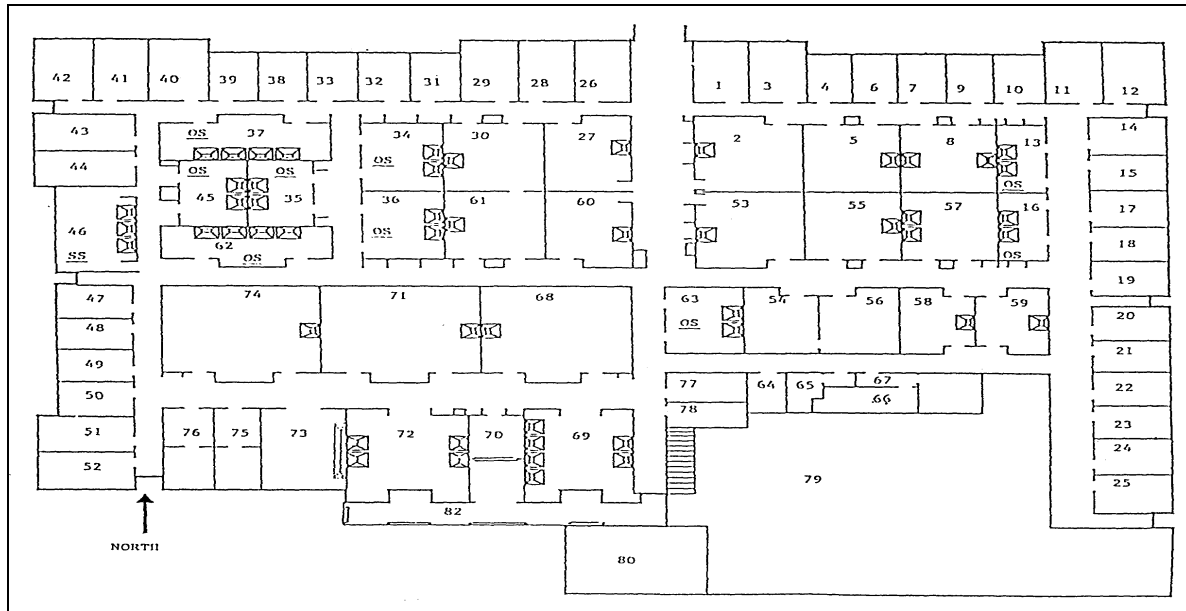 42 41 40 39 38 33 32 31 29 28 26 1 3 4 6 7 9 10 11 12
43 OS 37 34 30 27 2 5 8 13 14
44 OS OS OS OS 15
45 35 36 61 60 53 55 57 16 17
46 62 OS 18
SS OS OS 19
47 74 71 68 63 54 56 58 59 20
48 OS 21
49 77 64 65 67 22
50 78 66 23
51 76 75 73 72 70 69 24
52 79 25
82
NORTH
80